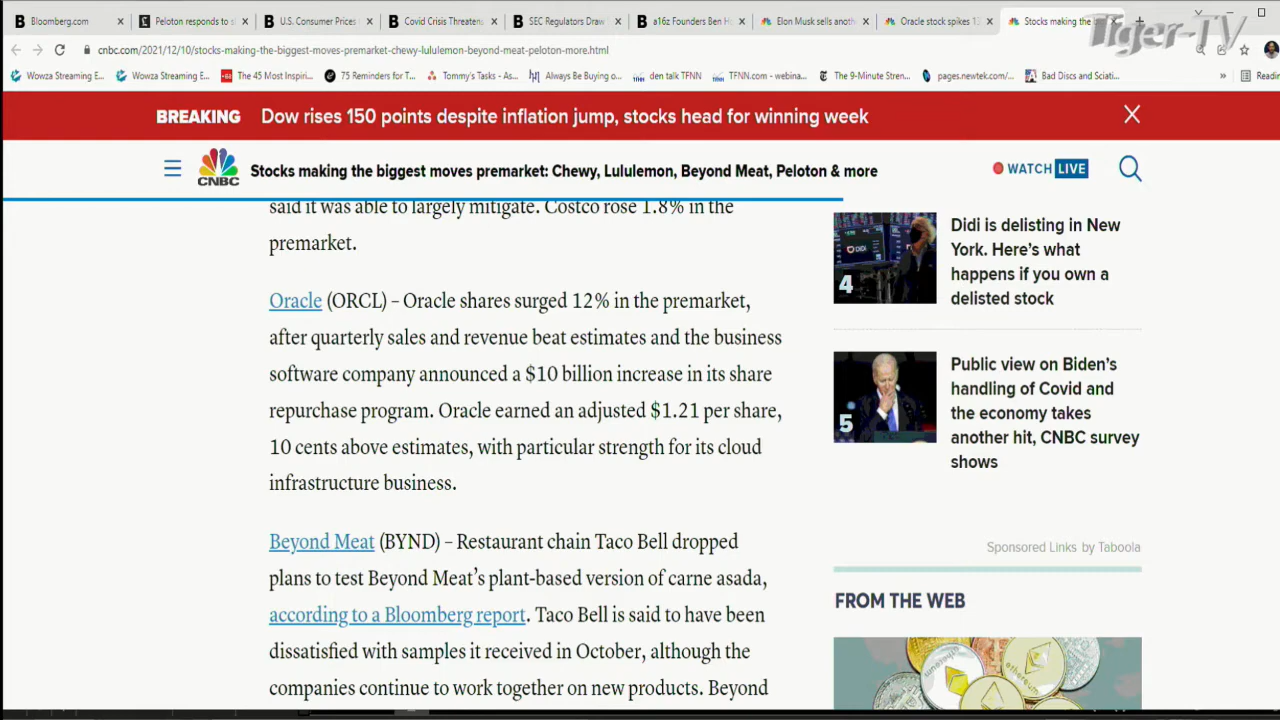 Bloomberg.com
Peloton responds to s
U.S. Consumer Prices
Covid Crisis Threaten
SEC Regulators Draw
a16z Founders Ben H
Elon Musk sells anoth
Oracle stock spikes 13
Stocks making the b
Tiger-TV
cnbc.com/2021/12/10/stocks-making-the-biggest-moves-premarket-chewy-lululemon-beyond-meat-peloton-more.html
Wowza Streaming E...
Wowza Streaming E...
The 45 Most Inspiri...
75 Reminders for T...
Tommy's Tasks - As...
Always Be Buying o...
den talk TFNN
TFNN.com - webina...
The 9-Minute Stren...
pages.newtek.com/...
Bad Discs and Sciati...
»
Readin
BREAKING Dow rises 150 points despite inflation jump, stocks head for winning week
CNBC
Stocks making the biggest moves premarket: Chewy, Lululemon, Beyond Meat, Peloton & more
WATCH LIVE
said it was able to largely mitigate. Costco rose 1.8% in the
premarket.
Oracle (ORCL) – Oracle shares surged 12% in the premarket,
after quarterly sales and revenue beat estimates and the business
software company announced a $10 billion increase in its share
repurchase program. Oracle earned an adjusted $1.21 per share,
10 cents above estimates, with particular strength for its cloud
infrastructure business.
Beyond Meat (BYND) – Restaurant chain Taco Bell dropped
plans to test Beyond Meat's plant-based version of carne asada,
according to a Bloomberg report. Taco Bell is said to have been
dissatisfied with samples it received in October, although the
companies continue to work together on new products. Beyond
DIDI
4
Didi is delisting in New
York. Here's what
happens if you own a
delisted stock
5
Public view on Biden's
handling of Covid and
the economy takes
another hit, CNBC survey
shows
Sponsored Links by Taboola
FROM THE WEB